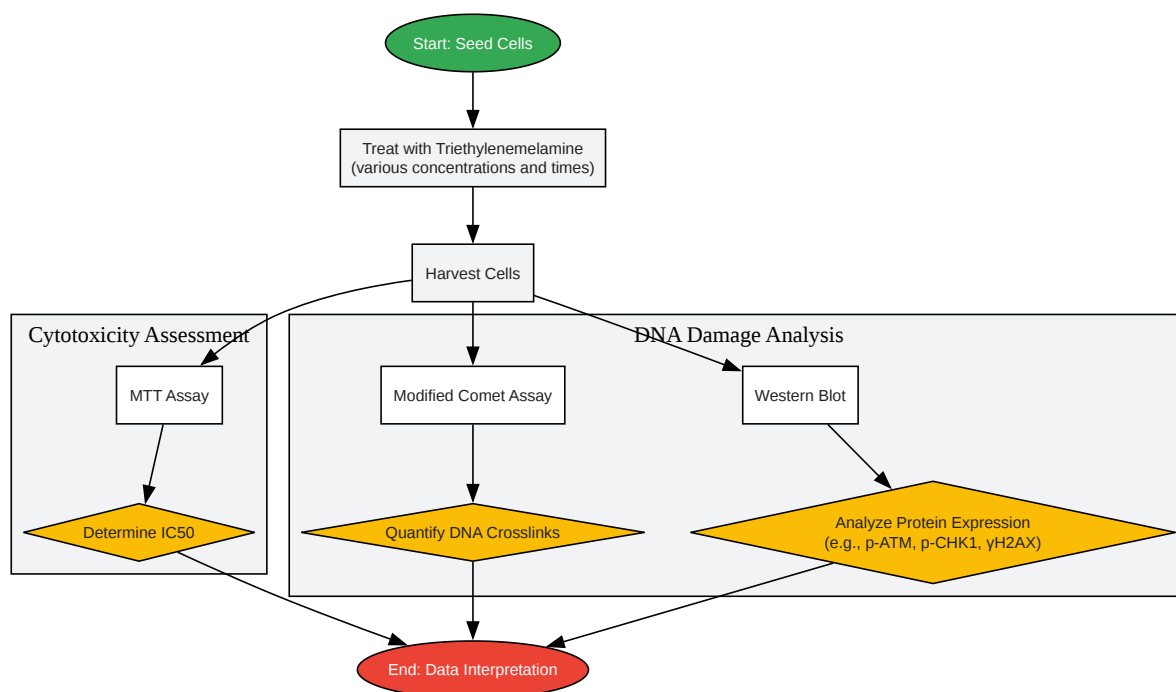 Start: Seed Cells
Treat with Triethylenemelamine
(various concentrations and times)
Harvest Cells
Cytotoxicity Assessment
DNA Damage Analysis
MTT Assay
Modified Comet Assay
Western Blot
Determine IC50
Quantify DNA Crosslinks
Analyze Protein Expression
(e.g., p-ATM, p-CHK1, γH2AX)
End: Data Interpretation